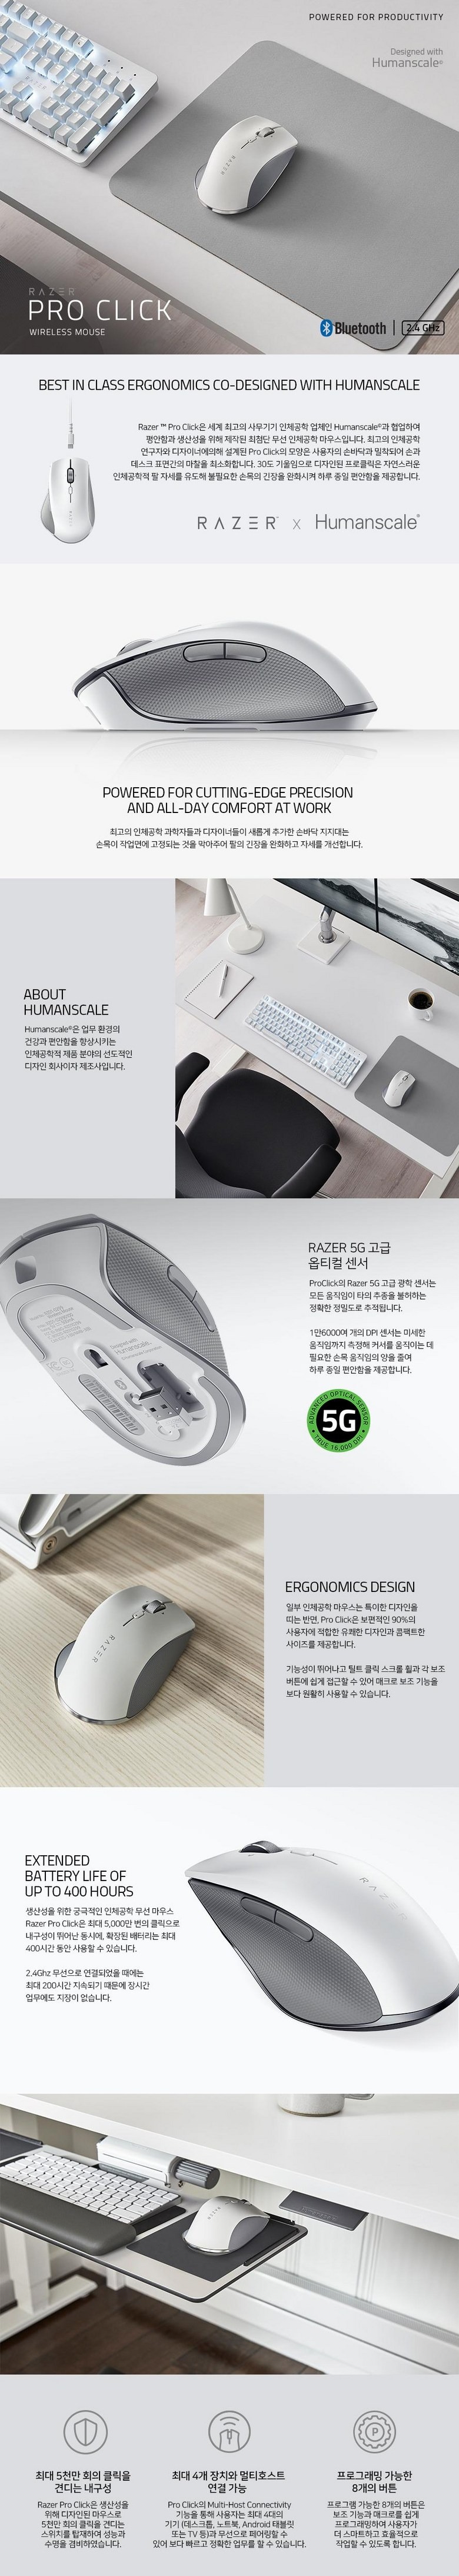 POWERED FOR PRODUCTIVITY
Designed with
Humanscale®
RAZER
RAZER
PRO CLICK
WIRELESS MOUSE
Bluetooth | 2.4 GHz
BEST IN CLASS ERGONOMICS CO-DESIGNED WITH HUMANSCALE
Razer ™ Pro Click은 세계 최고의 사무기기 인체공학 업체인 Humanscale®과 협업하여
편안함과 생산성을 위해 제작된 최첨단 무선 인체공학 마우스입니다. 최고의 인체공학
연구자와 디자이너에의해 설계된 Pro Click의 모양은 사용자의 손바닥과 밀착되어 손과
데스크 표면간의 마찰을 최소화합니다. 30도 기울임으로 디자인된 프로클릭은 자연스러운
인체공학적 팔 자세를 유도해 불필요한 손목의 긴장을 완화시켜 하루 종일 편안함을 제공합니다.
RAZER™ x Humanscale®
POWERED FOR CUTTING-EDGE PRECISION
AND ALL-DAY COMFORT AT WORK
최고의 인체공학 과학자들과 디자이너들이 새롭게 추가한 손바닥 지지대는
손목이 작업면에 고정되는 것을 막아주어 팔의 긴장을 완화하고 자세를 개선합니다.
ABOUT
HUMANSCALE
Humanscale®은 업무 환경의
건강과 편안함을 향상시키는
인체공학적 제품 분야의 선도적인
디자인 회사이자 제조사입니다.
RAZER 5G 고급
옵티컬 센서
ProClick의 Razer 5G 고급 광학 센서는
모든 움직임이 타의 추종을 불허하는
정확한 정밀도로 추적됩니다.
1만6000여 개의 DPI 센서는 미세한
움직임까지 측정해 커서를 움직이는 데
필요한 손목 움직임의 양을 줄여
하루 종일 편안함을 제공합니다.
ADVANCED OPTICAL SENSOR
5G
TRUE 16,000 DPI
RAZER
ERGONOMICS DESIGN
일부 인체공학 마우스는 특이한 디자인을
띠는 반면, Pro Click은 보편적인 90%의
사용자에 적합한 유쾌한 디자인과 콤팩트한
사이즈를 제공합니다.
기능성이 뛰어나고 틸트 클릭 스크롤 휠과 각 보조
버튼에 쉽게 접근할 수 있어 매크로 보조 기능을
보다 원활히 사용할 수 있습니다.
EXTENDED
BATTERY LIFE OF
UP TO 400 HOURS
생산성을 위한 궁극적인 인체공학 무선 마우스
Razer Pro Click은 최대 5,000만 번의 클릭으로
내구성이 뛰어난 동시에, 확장된 배터리는 최대
400시간 동안 사용할 수 있습니다.
2.4Ghz 무선으로 연결되었을 때에는
최대 200시간 지속되기 때문에 장시간
업무에도 지장이 없습니다.
RAZER
최대 5천만 회의 클릭을
견디는 내구성
Razer Pro Click은 생산성을
위해 디자인된 마우스로
5천만 회의 클릭을 견디는
스위치를 탑재하여 성능과
수명을 겸비하였습니다.
최대 4개 장치와 멀티호스트
연결 가능
Pro Click의 Multi-Host Connectivity
기능을 통해 사용자는 최대 4대의
기기 (데스크톱, 노트북, Android 태블릿
또는 TV 등)과 무선으로 페어링할 수
있어 보다 빠르고 정확한 업무를 할 수 있습니다.
P
프로그래밍 가능한
8개의 버튼
프로그램 가능한 8개의 버튼은
보조 기능과 매크로를 쉽게
프로그래밍하여 사용자가
더 스마트하고 효율적으로
작업할 수 있도록 합니다.